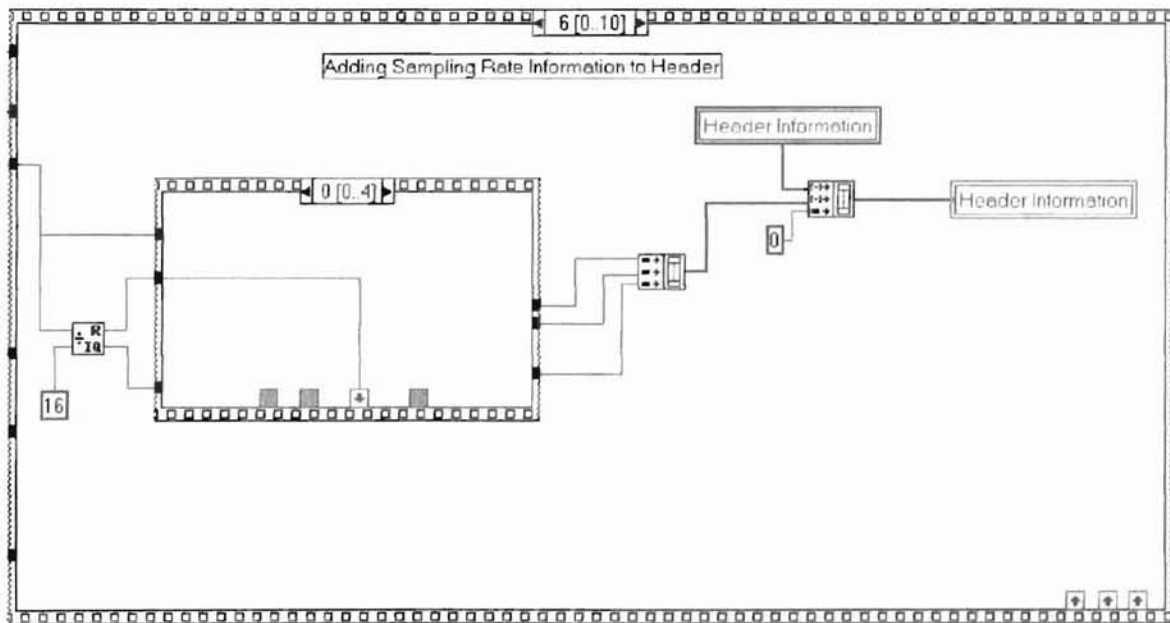 6 [0..10]
Adding Sampling Rate Information to Header
Header Information
0 [0..4]
Header Information
0
R
IQ
16